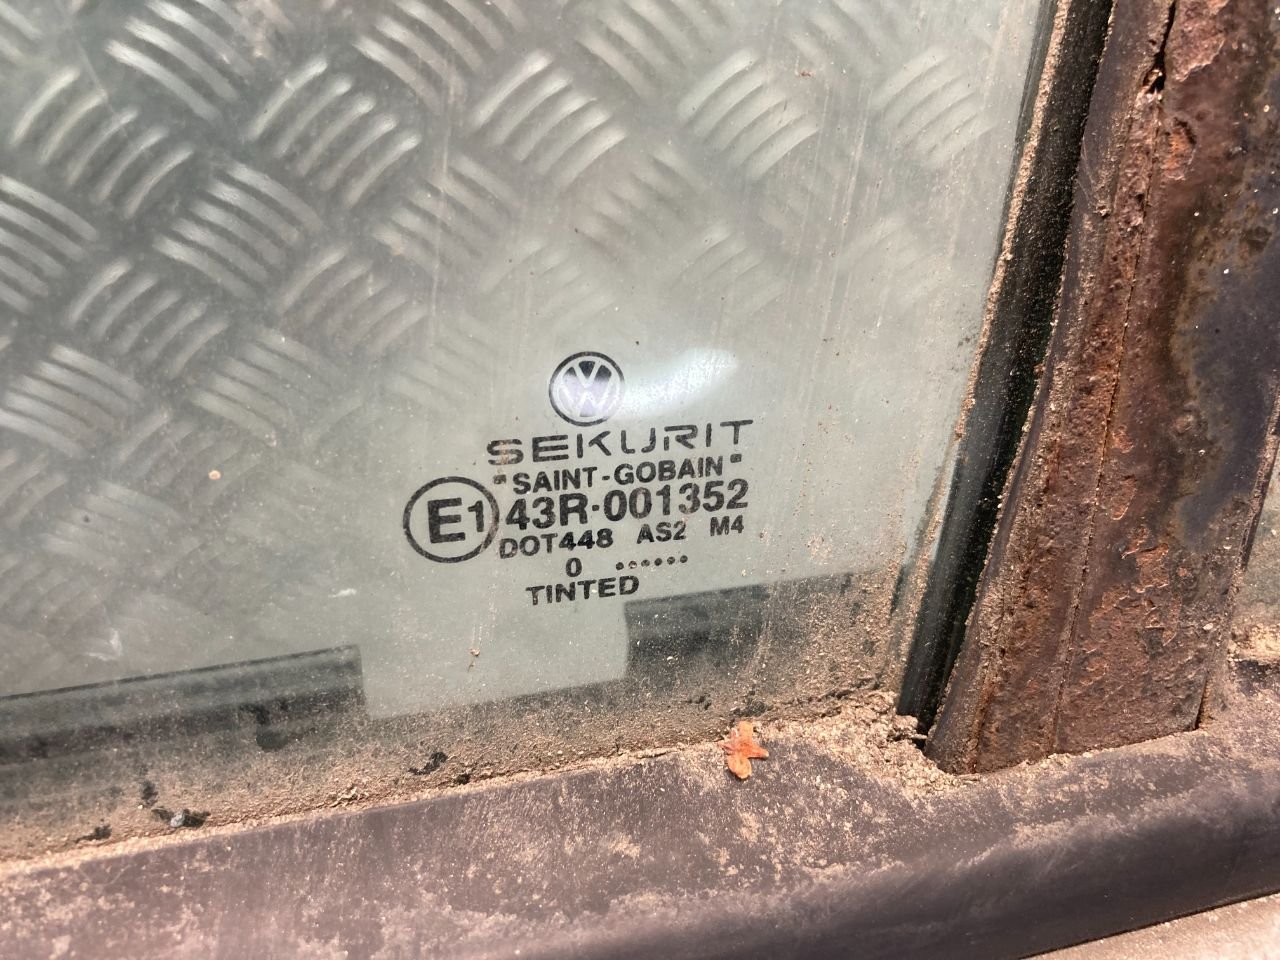 SEKURIT
"SAINT-GOBAIN"
E1 43R-001352
DOT448 AS2 M4
0 ......
TINTED